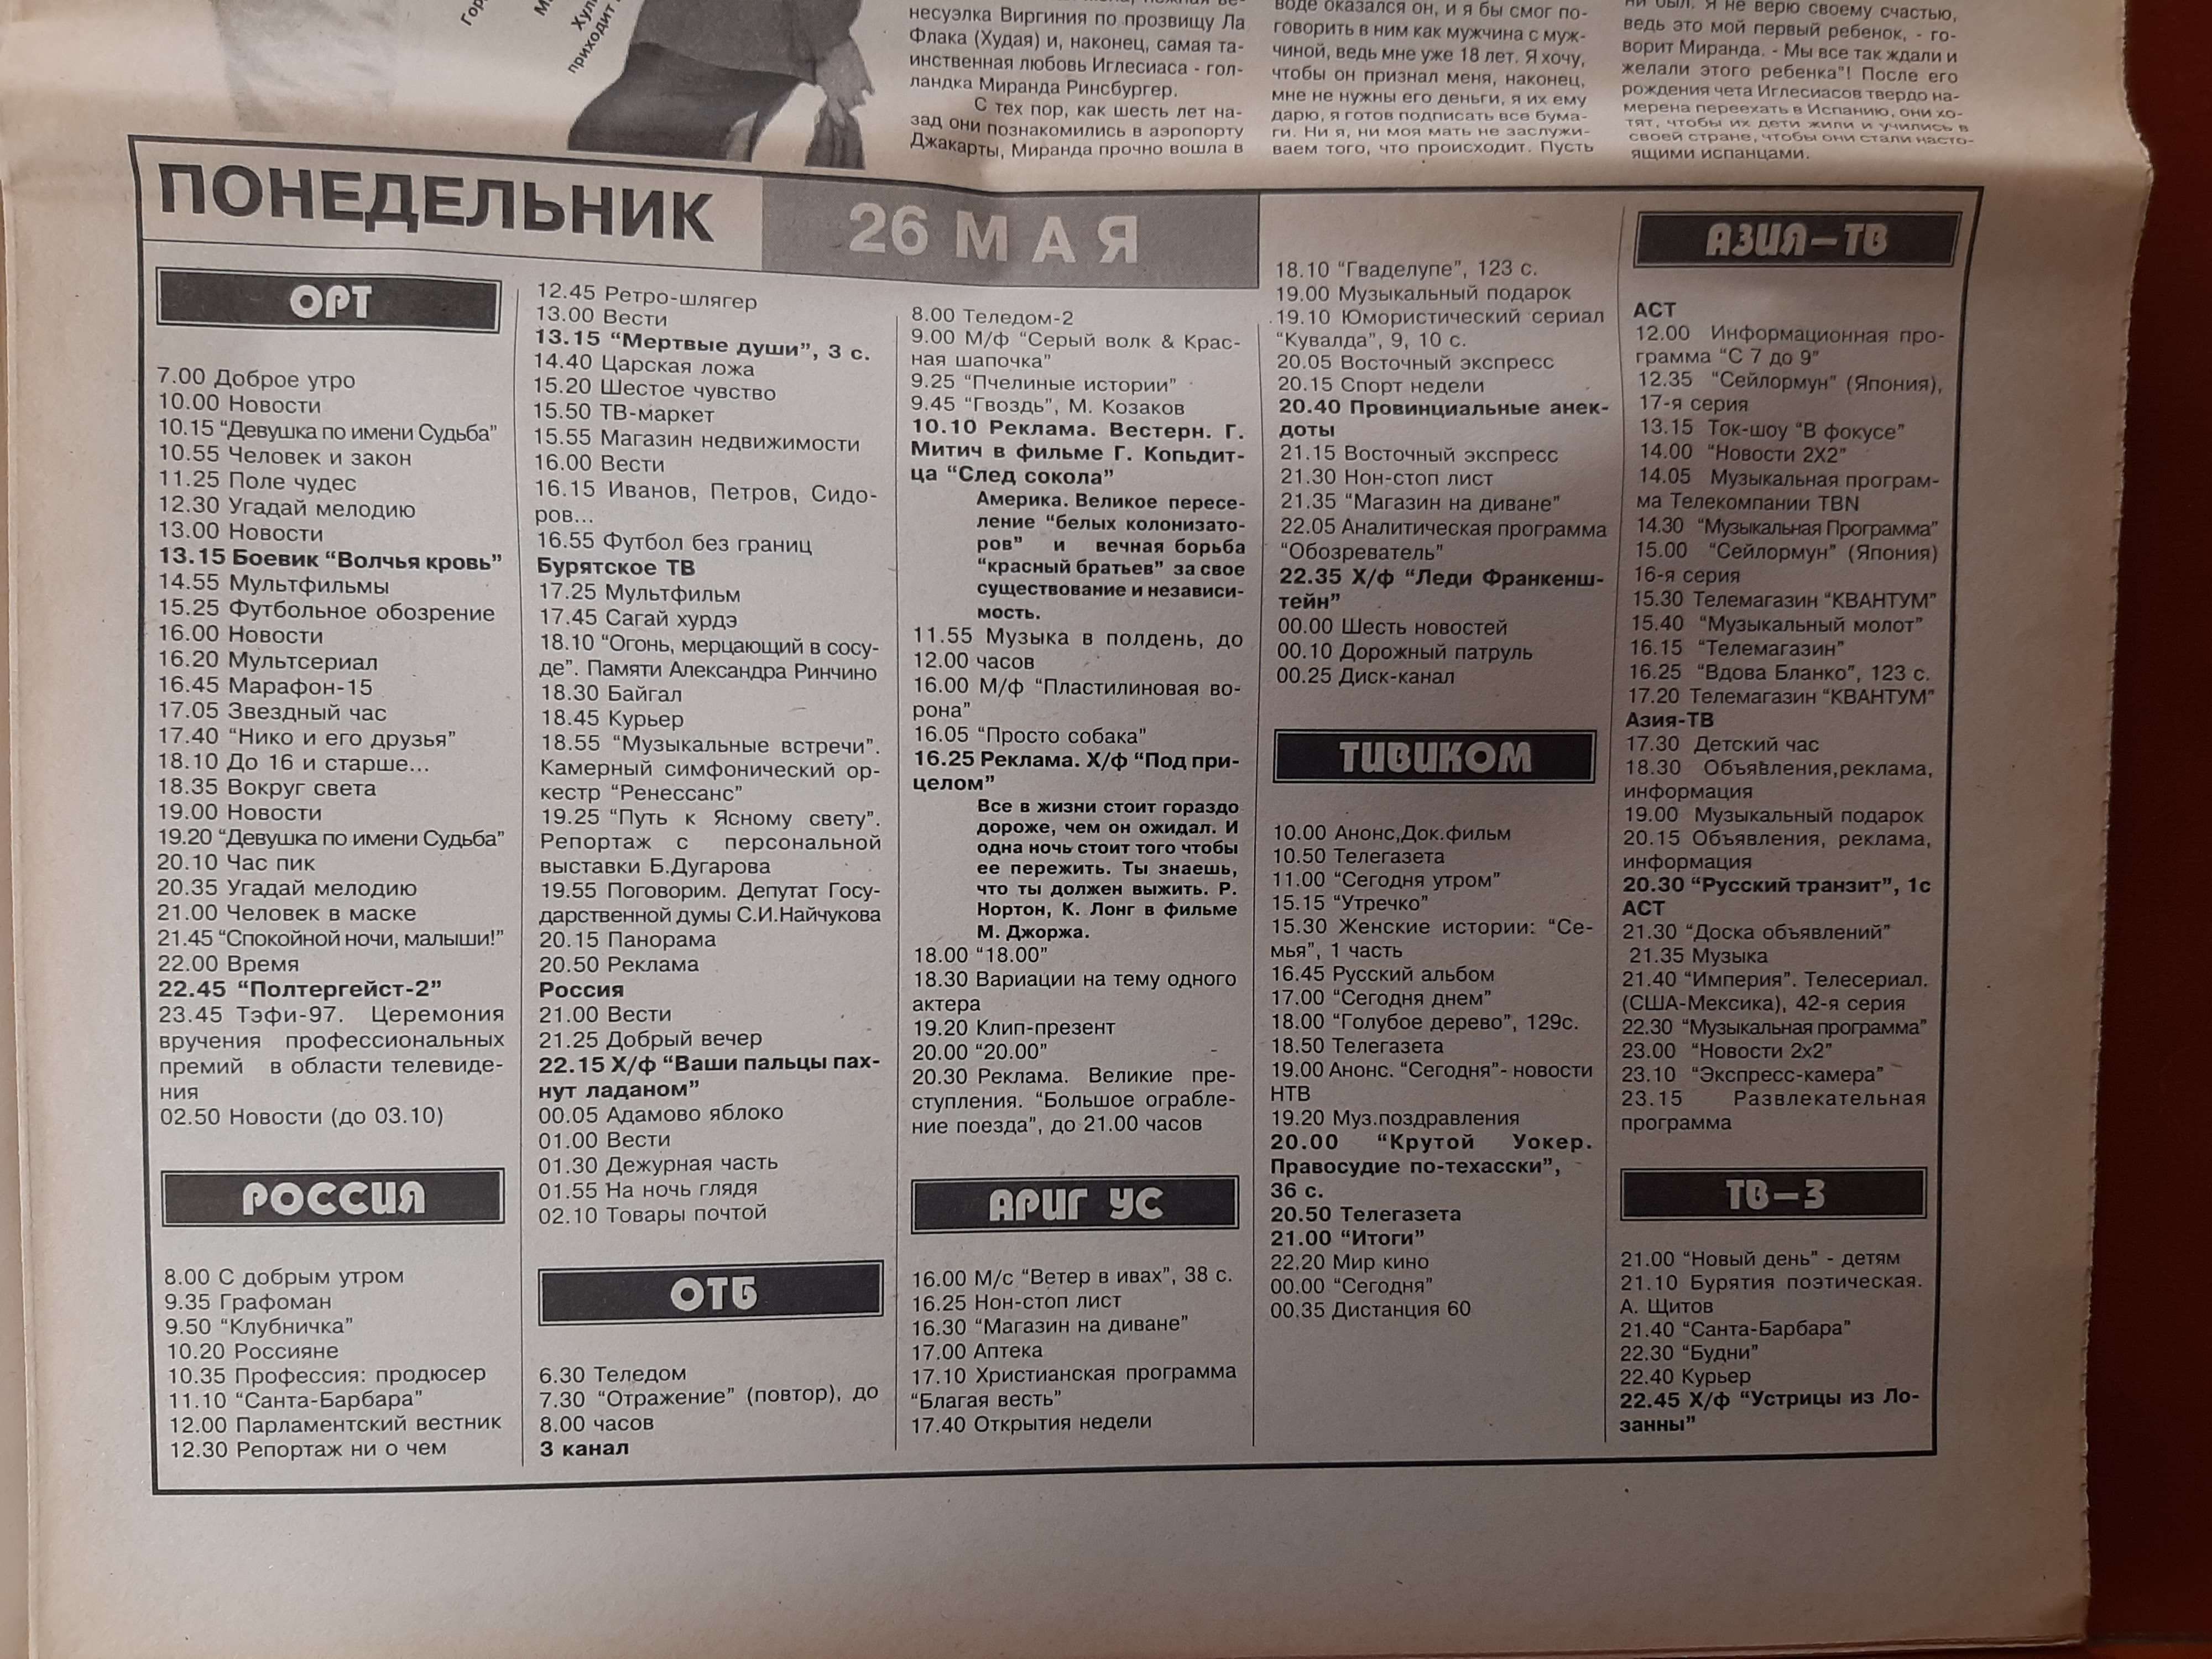 несуэлка Виргиния по прозвищу Ла
Флака (Худая) и, наконец, самая та-
инственная любовь Иглесиаса - гол-
ландка Миранда Ринсбургер.
С тех пор, как шесть лет на-
зад они познакомились в аэропорту
Джакарты, Миранда прочно вошла в
воде оказался он, и я бы смог по-
говорить в ним как мужчина с муж-
чиной, ведь мне уже 18 лет. Я хочу,
чтобы он признал меня, наконец,
мне не нужны его деньги, я их ему
дарю, я готов подписать все бума-
ги. Ни я, ни моя мать не заслужи-
ваем того, что происходит. Пусть
ни был. Я не верю своему счастью,
ведь это мой первый ребенок, - го-
ворит Миранда. - Мы все так ждали и
желали этого ребенка"! После его
рождения чета Иглесиасов твердо на-
мерена переехать в Испанию, они хо-
тят, чтобы их дети жили и учились в
своей стране, чтобы они стали насто-
ящими испанцами.
приходит
ПОНЕДЕЛЬНИК
26 МАЯ
ОРТ
7.00 Доброе утро
10.00 Новости
10.15 “Девушка по имени Судьба”
10.55 Человек и закон
11.25 Поле чудес
12.30 Угадай мелодию
13.00 Новости
13.15 Боевик “Волчья кровь”
14.55 Мультфильмы
15.25 Футбольное обозрение
16.00 Новости
16.20 Мультсериал
16.45 Марафон-15
17.05 Звездный час
17.40 “Нико и его друзья”
18.10 До 16 и старше...
18.35 Вокруг света
19.00 Новости
19.20 “Девушка по имени Судьба”
20.10 Час пик
20.35 Угадай мелодию
21.00 Человек в маске
21.45 “Спокойной ночи, малыши!”
22.00 Время
22.45 “Полтергейст-2”
23.45 Тэфи-97. Церемония
вручения профессиональных
премий в области телевиде-
ния
02.50 Новости (до 03.10)
РОССИЯ
8.00 С добрым утром
9.35 Графоман
9.50 “Клубничка”
10.20 Россияне
10.35 Профессия: продюсер
11.10 “Санта-Барбара”
12.00 Парламентский вестник
12.30 Репортаж ни о чем
12.45 Ретро-шлягер
13.00 Вести
13.15 “Мертвые души”, 3 с.
14.40 Царская ложа
15.20 Шестое чувство
15.50 ТВ-маркет
15.55 Магазин недвижимости
16.00 Вести
16.15 Иванов, Петров, Сидо-
ров...
16.55 Футбол без границ
Бурятское ТВ
17.25 Мультфильм
17.45 Сагай хурдэ
18.10 “Огонь, мерцающий в сосу-
де”. Памяти Александра Ринчино
18.30 Байгал
18.45 Курьер
18.55 “Музыкальные встречи”.
Камерный симфонический ор-
кестр “Ренессанс”
19.25 “Путь к Ясному свету”.
Репортаж с персональной
выставки Б.Дугарова
19.55 Поговорим. Депутат Госу-
дарственной думы С.И.Найчукова
20.15 Панорама
20.50 Реклама
Россия
21.00 Вести
21.25 Добрый вечер
22.15 Х/ф “Ваши пальцы пах-
нут ладаном”
00.05 Адамово яблоко
01.00 Вести
01.30 Дежурная часть
01.55 На ночь глядя
02.10 Товары почтой
ОТБ
6.30 Теледом
7.30 “Отражение” (повтор), до
8.00 часов
3 канал
8.00 Теледом-2
9.00 М/ф “Серый волк & Крас-
ная шапочка”
9.25 “Пчелиные истории”
9.45 “Гвоздь”, М. Козаков
10.10 Реклама. Вестерн. Г.
Митич в фильме Г. Копьдит-
ца “След сокола”
Америка. Великое пересе-
ление “белых колонизато-
ров” и вечная борьба
“красный братьев” за свое
существование и независи-
мость.
11.55 Музыка в полдень, до
12.00 часов
16.00 М/ф “Пластилиновая во-
рона”
16.05 “Просто собака”
16.25 Реклама. Х/ф “Под при-
целом”
Все в жизни стоит гораздо
дороже, чем он ожидал. И
одна ночь стоит того чтобы
ее пережить. Ты знаешь,
что ты должен выжить. Р.
Нортон, К. Лонг в фильме
М. Джоржа.
18.00 “18.00”
18.30 Вариации на тему одного
актера
19.20 Клип-презент
20.00 “20.00”
20.30 Реклама. Великие пре-
ступления. “Большое ограбле-
ние поезда”, до 21.00 часов
АРИГ УС
16.00 М/с “Ветер в ивах”, 38 с.
16.25 Нон-стоп лист
16.30 “Магазин на диване”
17.00 Аптека
17.10 Христианская программа
“Благая весть”
17.40 Открытия недели
18.10 “Гваделупе”, 123 с.
19.00 Музыкальный подарок
19.10 Юмористический сериал
“Кувалда”, 9, 10 с.
20.05 Восточный экспресс
20.15 Спорт недели
20.40 Провинциальные анек-
доты
21.15 Восточный экспресс
21.30 Нон-стоп лист
21.35 “Магазин на диване”
22.05 Аналитическая программа
“Обозреватель”
22.35 Х/ф “Леди Франкенш-
тейн”
00.00 Шесть новостей
00.10 Дорожный патруль
00.25 Диск-канал
ТИВИКОМ
10.00 Анонс,Док.фильм
10.50 Телегазета
11.00 “Сегодня утром”
15.15 “Утречко”
15.30 Женские истории: “Се-
мья”, 1 часть
16.45 Русский альбом
17.00 “Сегодня днем”
18.00 “Голубое дерево”, 129с.
18.50 Телегазета
19.00 Анонс. “Сегодня”- новости
НТВ
19.20 Муз.поздравления
20.00 “Крутой Уокер.
Правосудие по-техасски”,
36 с.
20.50 Телегазета
21.00 “Итоги”
22.20 Мир кино
00.00 “Сегодня”
00.35 Дистанция 60
АЗИЯ–ТВ
АСТ
12.00 Информационная про-
грамма “С 7 до 9”
12.35 “Сейлормун” (Япония),
17-я серия
13.15 Ток-шоу “В фокусе”
14.00 “Новости 2Х2”
14.05 Музыкальная програм-
ма Телекомпании TBN
14.30 “Музыкальная Программа”
15.00 “Сейлормун” (Япония)
16-я серия
15.30 Телемагазин “КВАНТУМ”
15.40 “Музыкальный молот”
16.15 “Телемагазин”
16.25 “Вдова Бланко”, 123 с.
17.20 Телемагазин “КВАНТУМ”
Азия-ТВ
17.30 Детский час
18.30 Объявления,реклама,
информация
19.00 Музыкальный подарок
20.15 Объявления, реклама,
информация
20.30 “Русский транзит”, 1с
АСТ
21.30 “Доска объявлений”
21.35 Музыка
21.40 “Империя”. Телесериал.
(США-Мексика), 42-я серия
22.30 “Музыкальная программа”
23.00 “Новости 2х2”
23.10 “Экспресс-камера”
23.15 Развлекательная
программа
ТВ–3
21.00 “Новый день” - детям
21.10 Бурятия поэтическая.
А. Щитов
21.40 “Санта-Барбара”
22.30 “Будни”
22.40 Курьер
22.45 Х/ф “Устрицы из Ло-
занны”